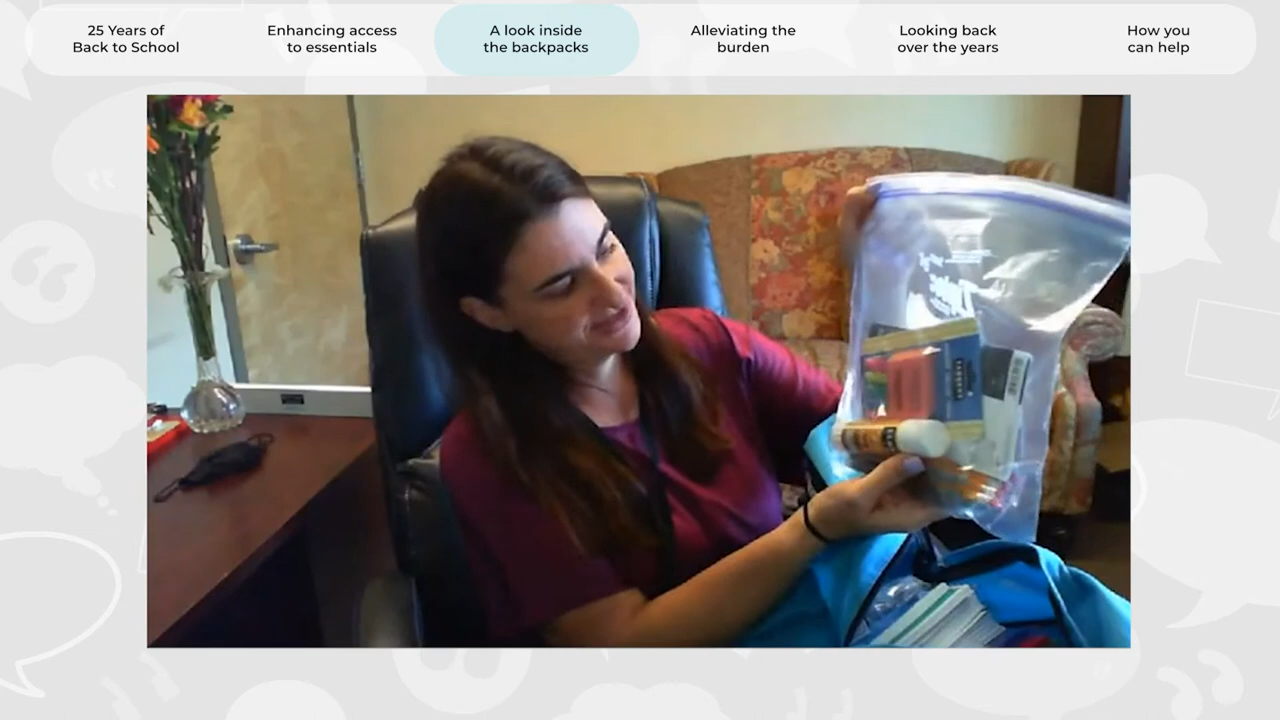 25 Years of
Back to School
Enhancing access
to essentials
A look inside
the backpacks
Alleviating the
burden
Looking back
over the years
How you
can help